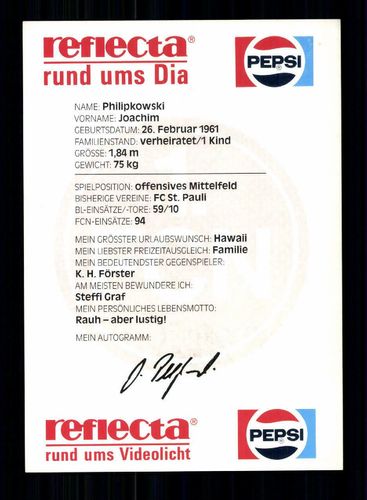 reflecta®
rund ums Dia
PEPSI
NAME: Philipkowski
VORNAME: Joachim
GEBURTSDATUM: 26. Februar 1961
FAMILIENSTAND: verheiratet/1 Kind
GRÖSSE: 1,84 m
GEWICHT: 75 kg
SPIELPOSITION: offensives Mittelfeld
BISHERIGE VEREINE: FC St. Pauli
BL-EINSÄTZE/-TORE: 59/10
FCN-EINSÄTZE: 94
MEIN GRÖSSTER URLAUBSWUNSCH: Hawaii
MEIN LIEBSTER FREIZEITAUSGLEICH: Familie
MEIN BEDEUTENDSTER GEGENSPIELER:
K. H. Förster
AM MEISTEN BEWUNDERE ICH:
Steffi Graf
MEIN PERSÖNLICHES LEBENSMOTTO:
Rauh – aber lustig!
MEIN AUTOGRAMM:
reflecta®
rund ums Videolicht
PEPSI